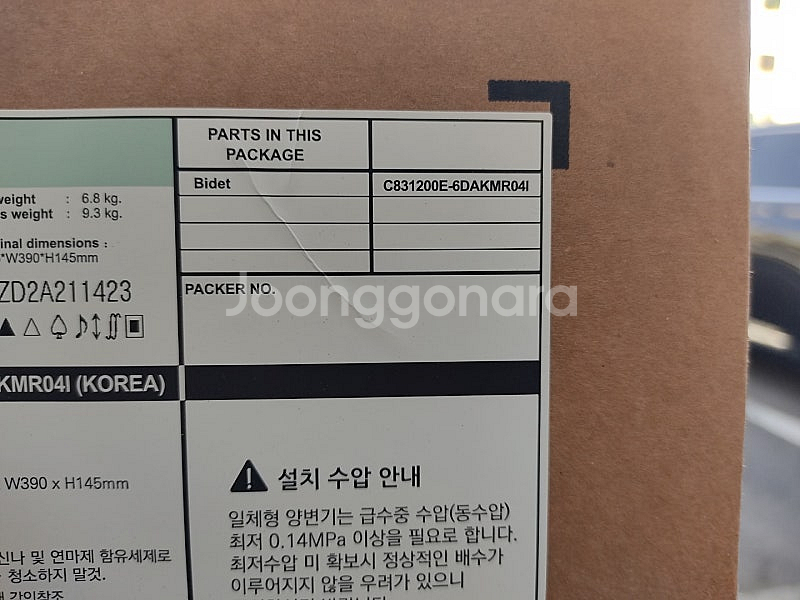 PARTS IN THIS
PACKAGE
Bidet
C831200E-6DAKMR04I
weight : 6.8 kg.
weight : 9.3 kg.
dimensions :
*W390*H145mm
ZD2A211423
PACKER NO.
Joonggonara
KMR04I (KOREA)
W390 x H145mm
설치 수압 안내
일체형 양변기는 급수중 수압(동수압)
최저 0.14MPa 이상을 필요로 합니다.
최저수압 미 확보시 정상적인 배수가
이루어지지 않을 우려가 있으니
및 연마제 함유세제로
청소하지 말것.